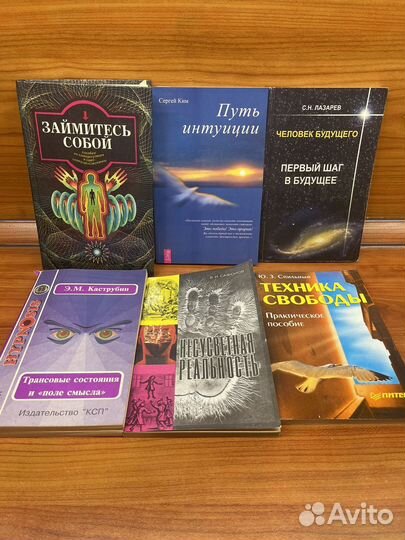 ЗАЙМИТЕСЬ
СОБОЙ
Сергей Ким
Путь
интуиции
С.Н. ЛАЗАРЕВ
ЧЕЛОВЕК БУДУЩЕГО
ПЕРВЫЙ ШАГ
В БУДУЩЕЕ
HYPNOSIS
Э.М. Каструбин
Трансовые состояния
и «поле смысла»
Издательство "КСП"
НЕСУСВЕТНАЯ
РЕАЛЬНОСТЬ
ТЕХНИКА
СВОБОДЫ
Практическое
пособие
ПИТЕР
Avito